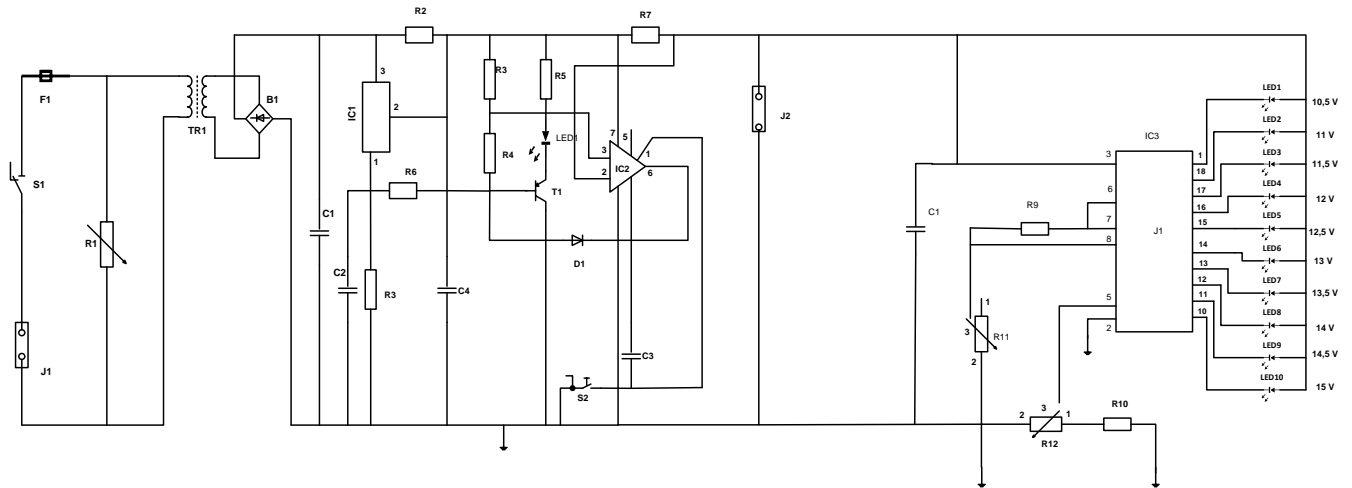 R2
R7
F1
TR1
B1
3
IC1
2
1
R3
R5
LED1
R4
7
5
3
2
IC2
1
6
J2
S1
R1
J1
R6
T1
C1
C2
R3
C4
D1
C3
S2
IC3
3
6
7
8
5
2
J1
1
18
17
16
15
14
13
12
11
10
C1
R9
1
3
R11
2
2
3
1
R12
R10
LED1
10,5 V
LED2
11 V
LED3
11,5 V
LED4
12 V
LED5
12,5 V
LED6
13 V
LED7
13,5 V
LED8
14 V
LED9
14,5 V
LED10
15 V